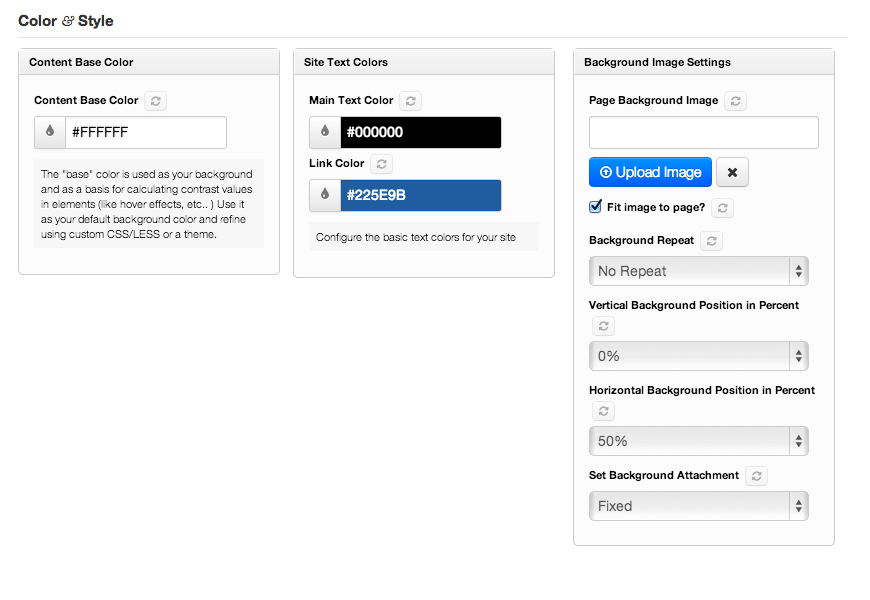 Color & Style
Content Base Color
Content Base Color
#FFFFFF
The "base" color is used as your background
and as a basis for calculating contrast values
in elements (like hover effects, etc.. ) Use it
as your default background color and refine
using custom CSS/LESS or a theme.
Site Text Colors
Main Text Color
#000000
Link Color
#225E9B
Configure the basic text colors for your site
Background Image Settings
Page Background Image
Upload Image
Fit image to page?
Background Repeat
No Repeat
Vertical Background Position in Percent
0%
Horizontal Background Position in Percent
50%
Set Background Attachment
Fixed